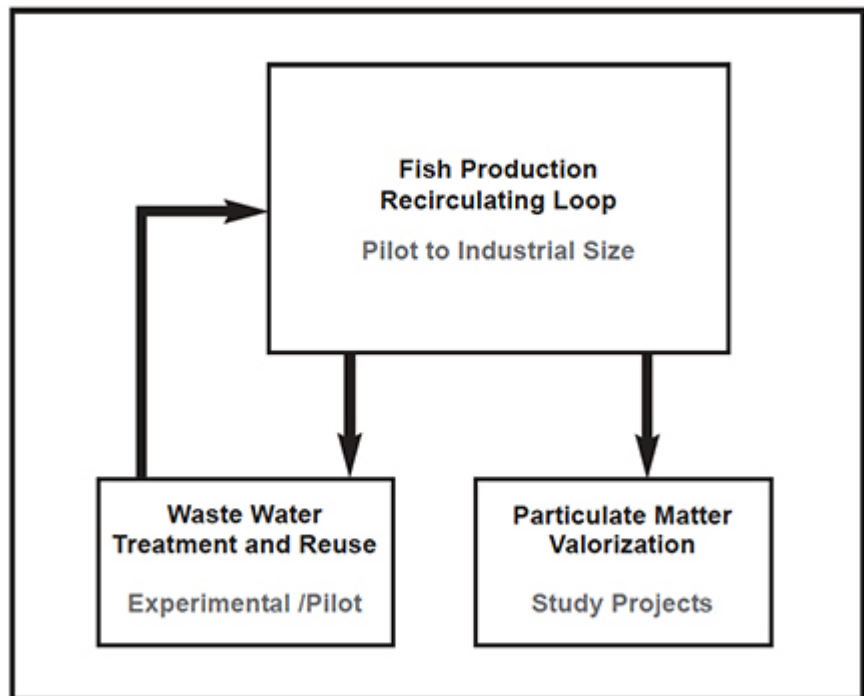 Fish Production
Recirculating Loop
Pilot to Industrial Size
Waste Water
Treatment and Reuse
Experimental /Pilot
Particulate Matter
Valorization
Study Projects